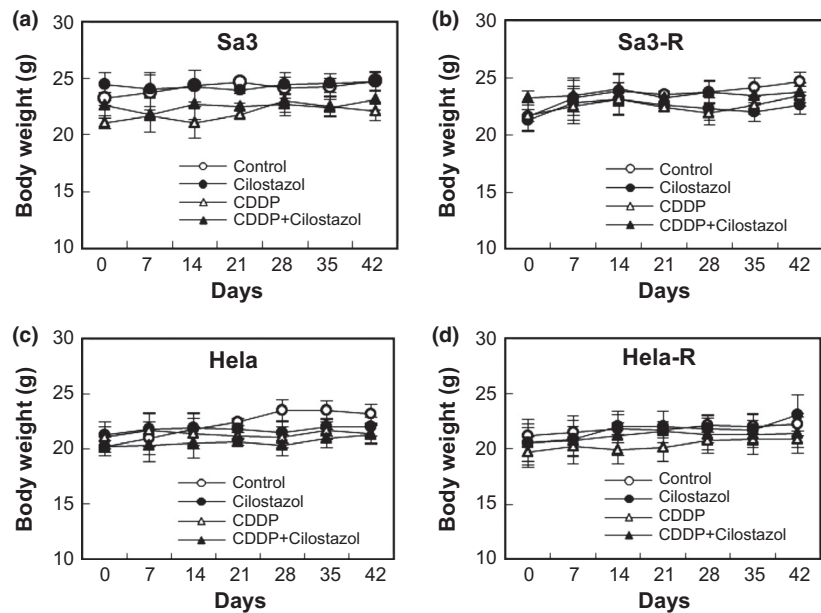 (a)
Sa3
Body weight (g)
30
25
20
15
10
Control
Cilostazol
CDDP
CDDP+Cilostazol
0 7 14 21 28 35 42
Days
(b)
Sa3-R
Body weight (g)
30
25
20
15
10
Control
Cilostazol
CDDP
CDDP+Cilostazol
0 7 14 21 28 35 42
Days
(c)
Hela
Body weight (g)
30
25
20
15
10
Control
Cilostazol
CDDP
CDDP+Cilostazol
0 7 14 21 28 35 42
Days
(d)
Hela-R
Body weight (g)
30
25
20
15
10
Control
Cilostazol
CDDP
CDDP+Cilostazol
0 7 14 21 28 35 42
Days